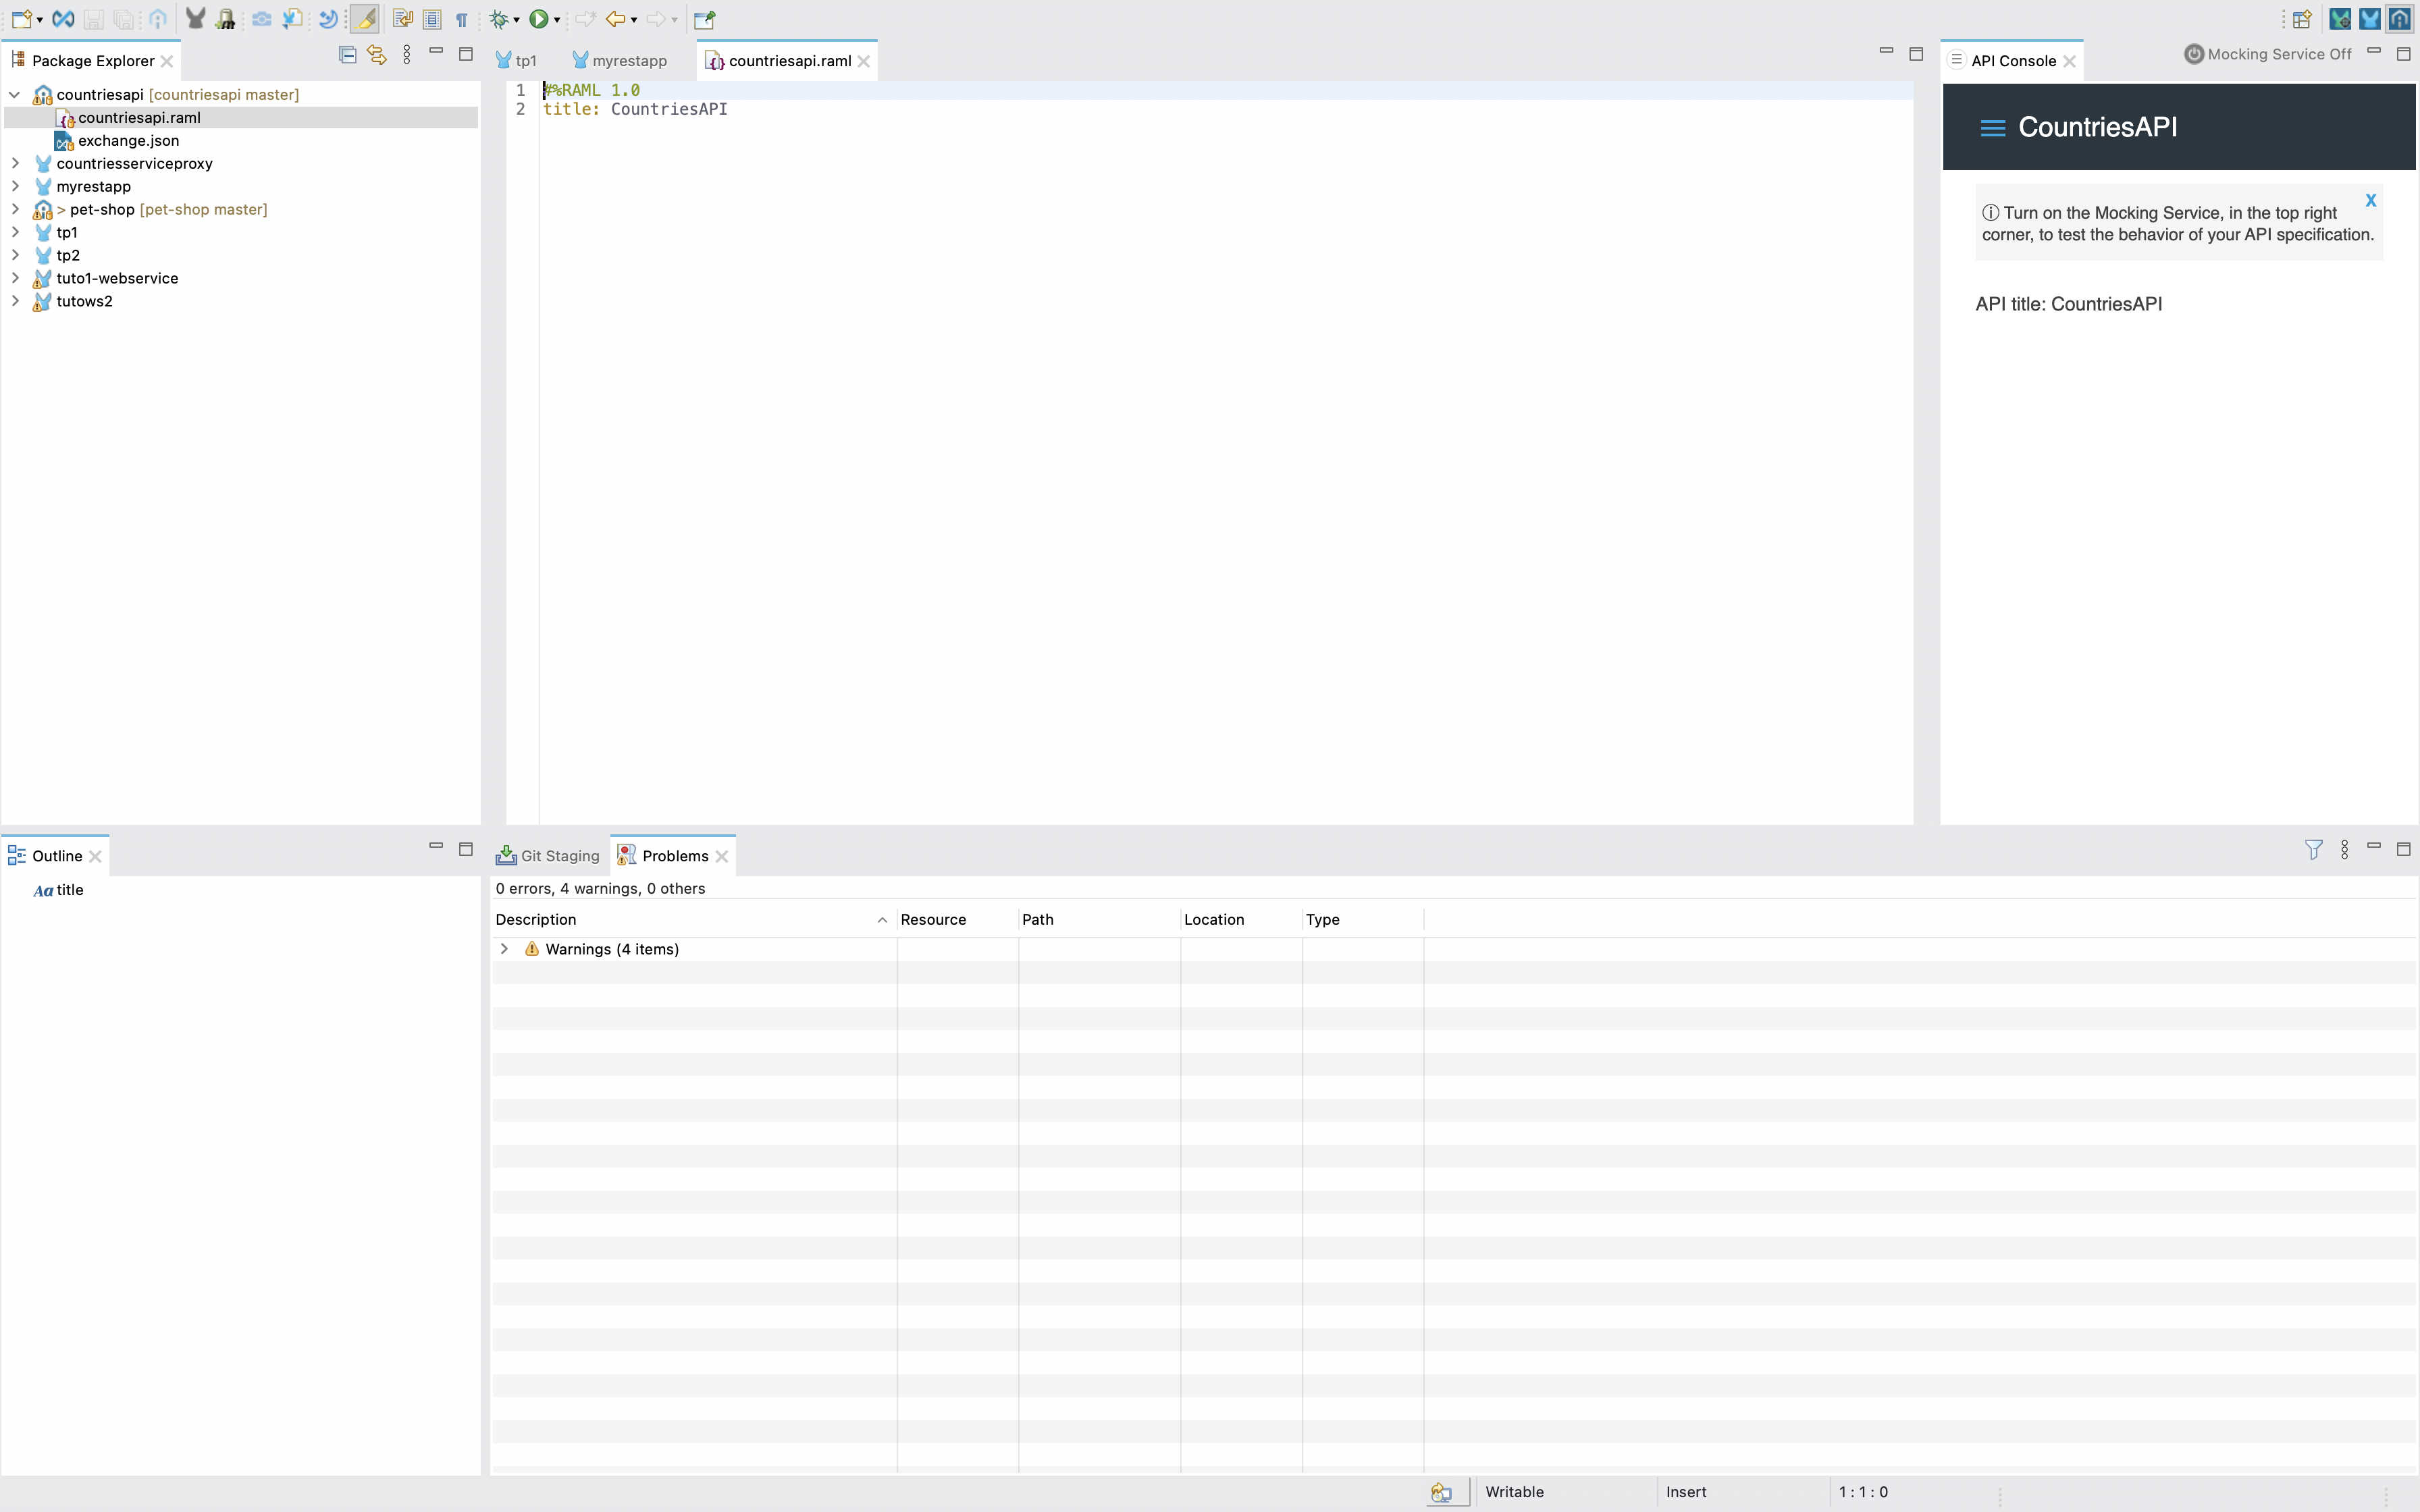 Package Explorer
countriesapi [countriesapi master]
countriesapi.raml
exchange.json
countriesserviceproxy
myrestapp
> pet-shop [pet-shop master]
tp1
tp2
tuto1-webservice
tutows2
tp1 myrestapp countriesapi.raml
1 #%RAML 1.0
2 title: CountriesAPI
API Console
Mocking Service Off
CountriesAPI
X
Turn on the Mocking Service, in the top right
corner, to test the behavior of your API specification.
API title: CountriesAPI
Outline
Aa title
Git Staging Problems
0 errors, 4 warnings, 0 others
Description Resource Path Location Type
Warnings (4 items)
Writable Insert 1 : 1 : 0